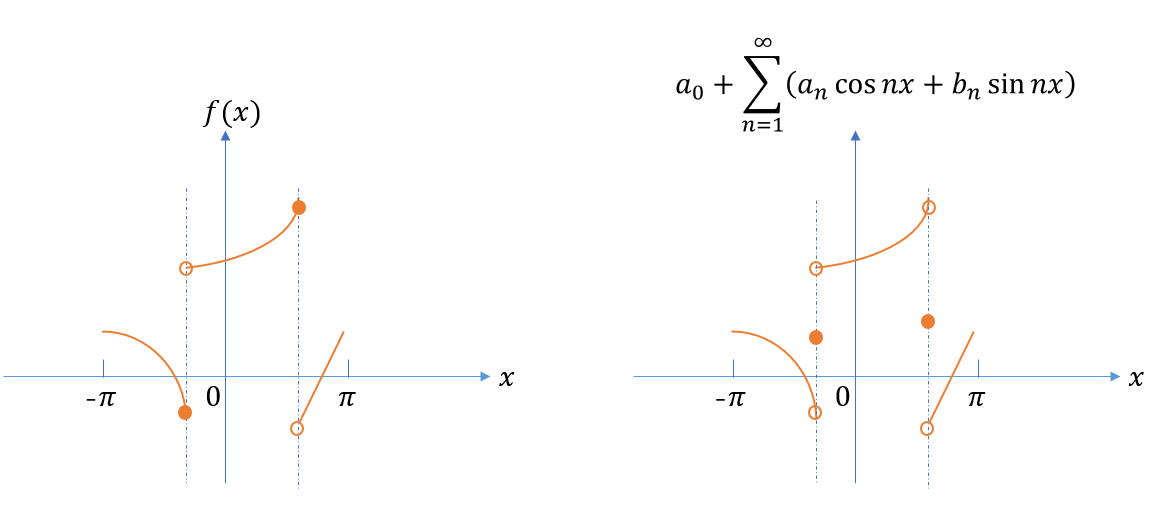 f(x)
x
-π
0
π
∞
a₀ + ∑ (aₙ cos nx + bₙ sin nx)
n=1
x
-π
0
π